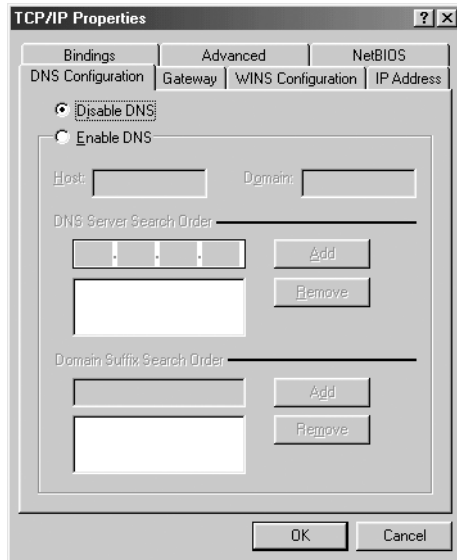 TCP/IP Properties ? ×
Bindings Advanced NetBIOS
DNS Configuration Gateway WINS Configuration IP Address
Disable DNS
Enable DNS
Host: Domain:
DNS Server Search Order
. . .
Add
Remove
Domain Suffix Search Order
Add
Remove
OK Cancel